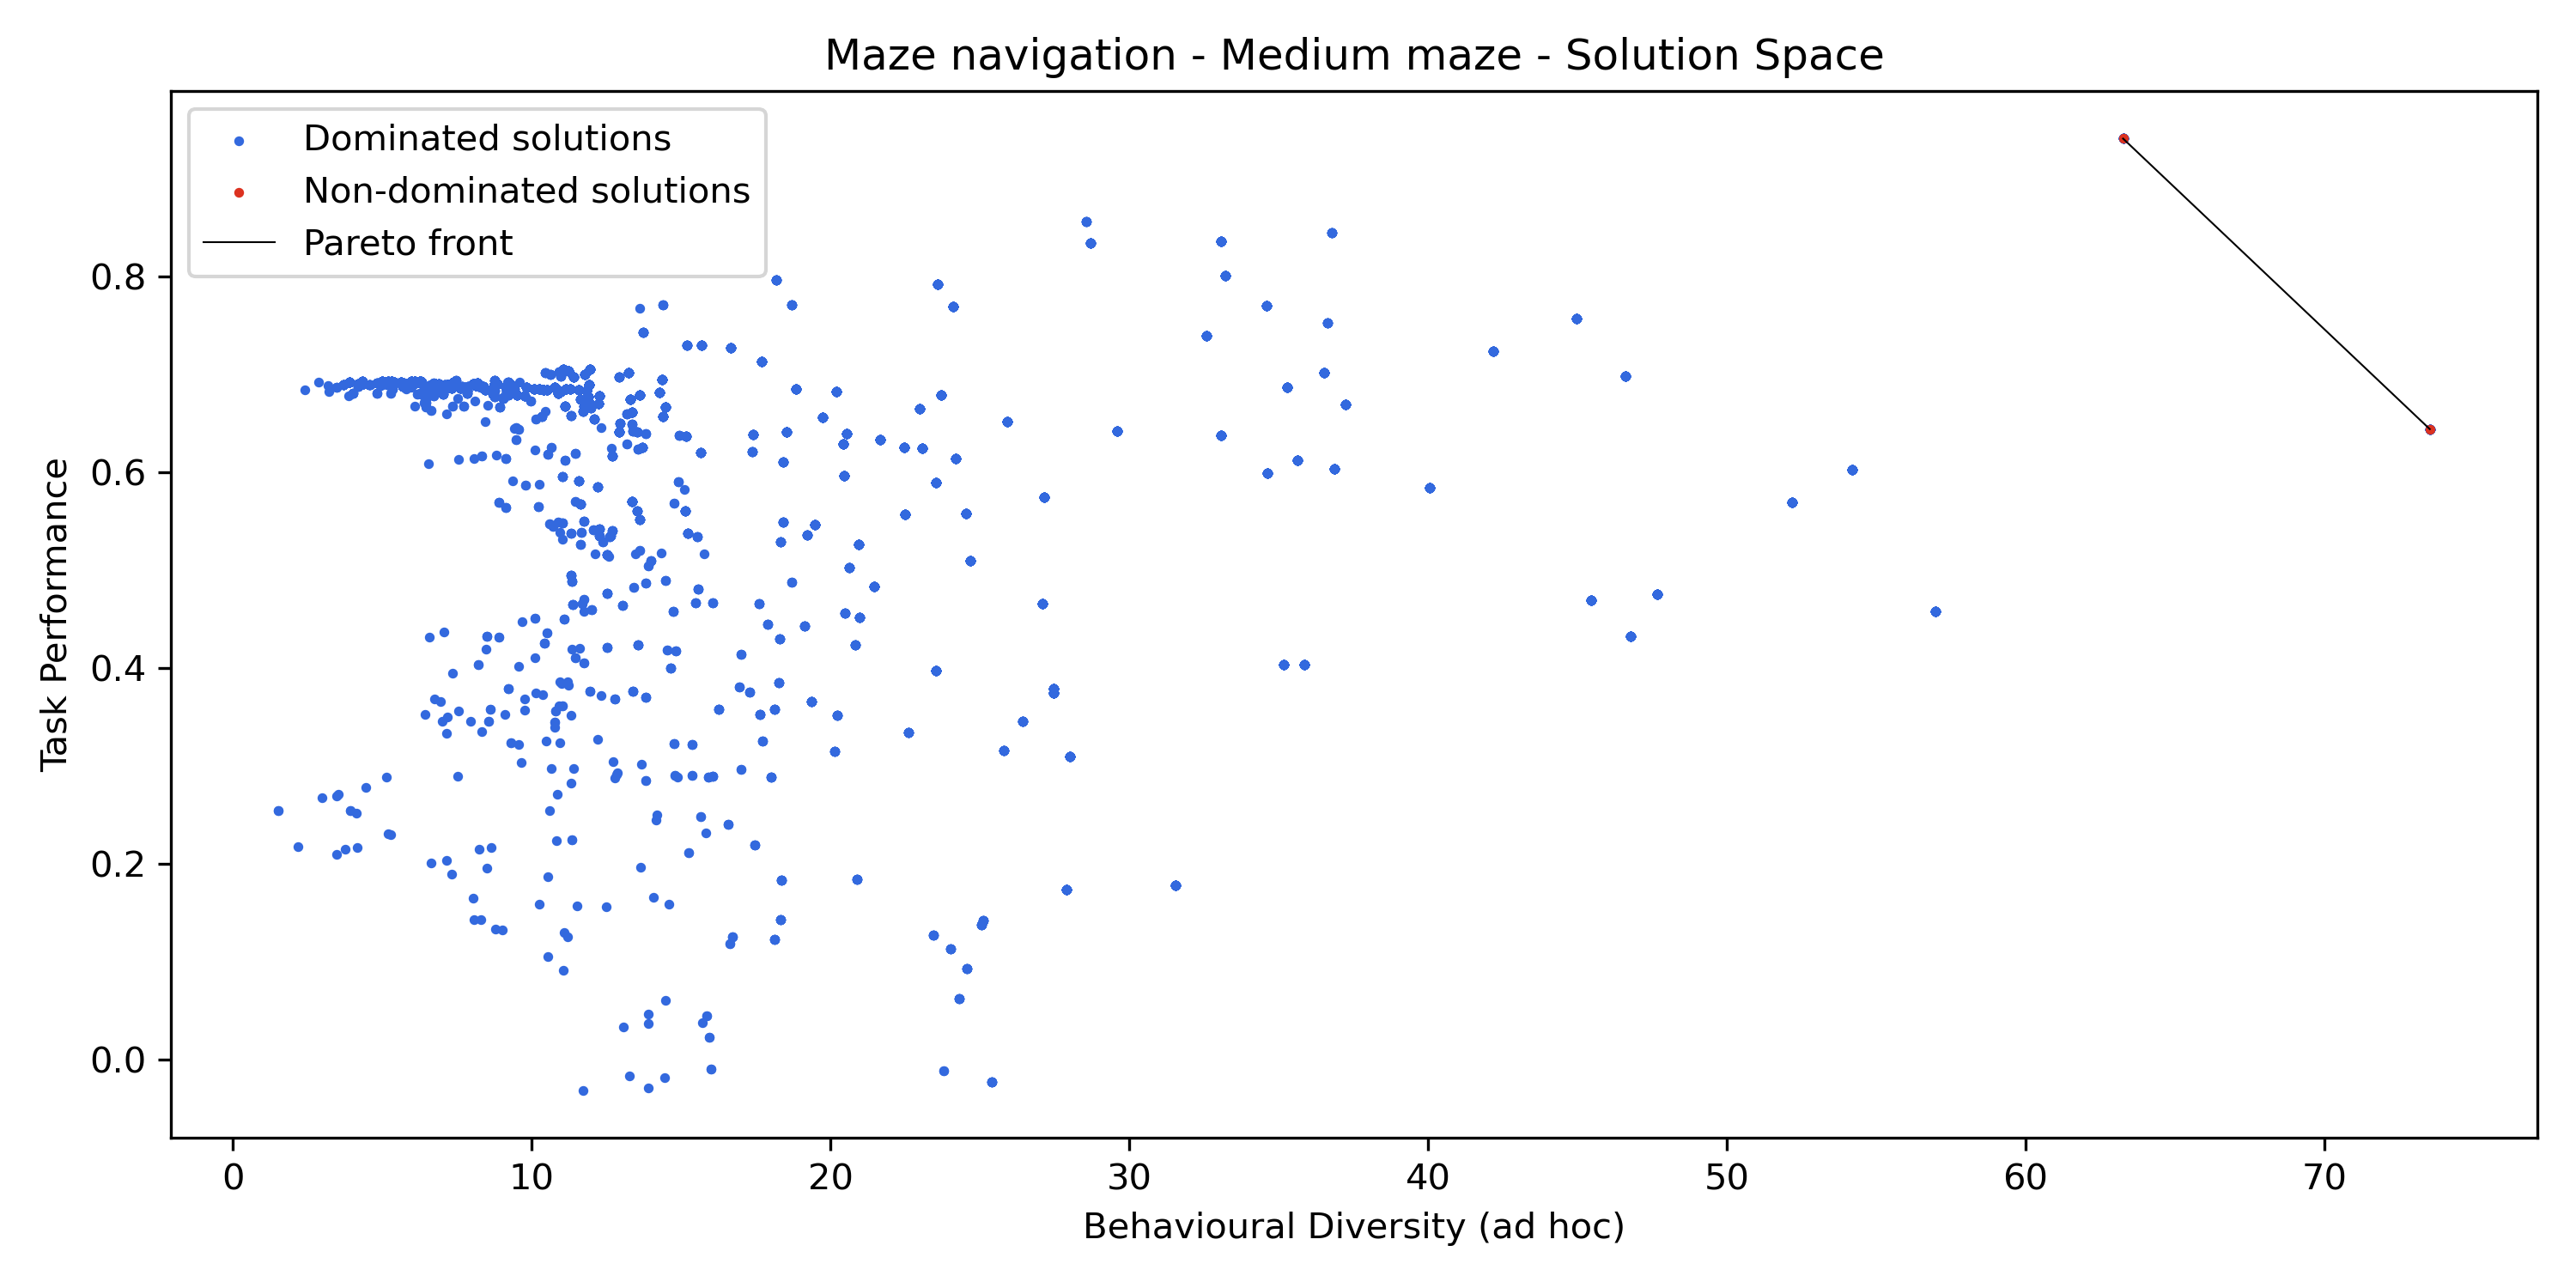 Maze navigation - Medium maze - Solution Space
Dominated solutions
Non-dominated solutions
Pareto front
Task Performance
0.8
0.6
0.4
0.2
0.0
0
10
20
30
40
50
60
70
Behavioural Diversity (ad hoc)